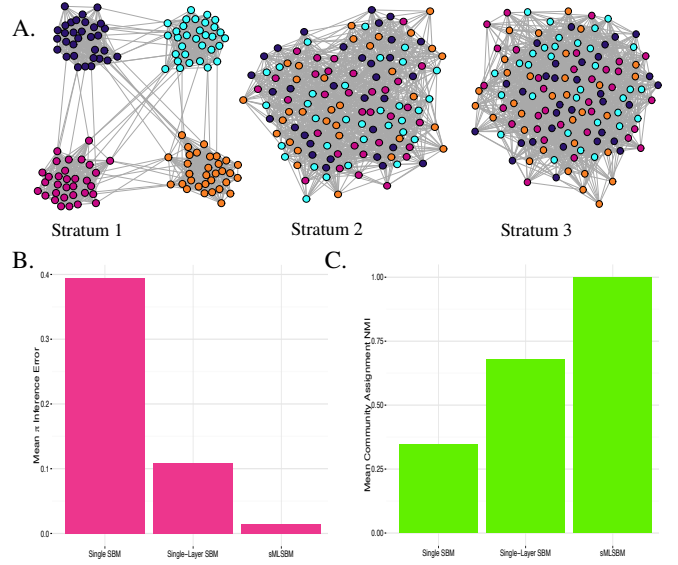 A.
Stratum 1
Stratum 2
Stratum 3
B.
Mean π Inference Error
0.4
0.3
0.2
0.1
0.0
Single SBM
Single-Layer SBM
sMLSBM
C.
Mean Community Assignment NMI
1.00
0.75
0.50
0.25
0.00
Single SBM
Single-Layer SBM
sMLSBM